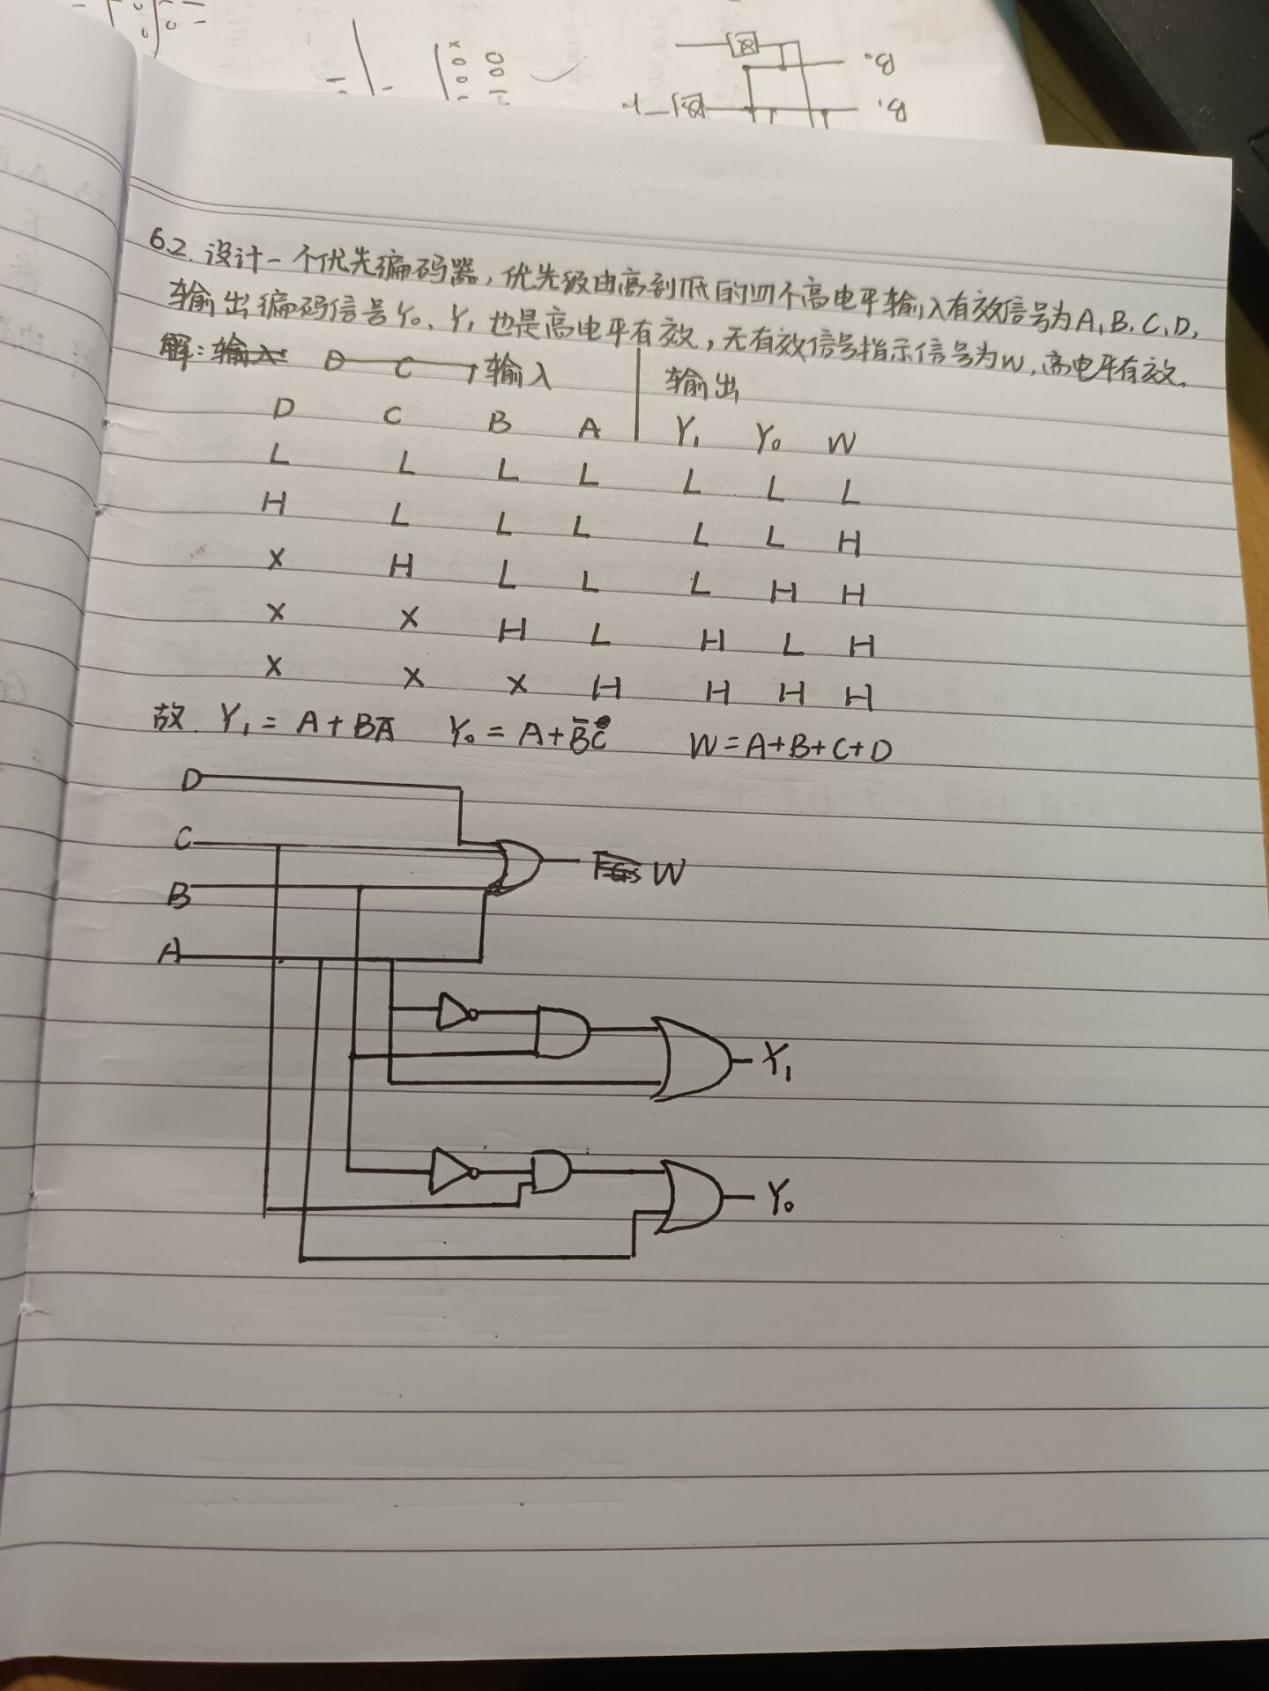 6.2. 设计一个优先编码器，优先级由高到低的四个高电平输入有效信号为A,B,C,D,
输出编码信号Y₀、Y₁也是高电平有效，无有效信号指示信号为W,高电平有效.
解: 输入 输出
D C B A Y₁ Y₀ W
L L L L L L L
H L L L L L H
X H L L L H H
X X H L H L H
X X X H H H H
故 Y₁ = A+BA̅ Y₀ = A+B̅C W=A+B+C+D
D
C
W
B
A
Y₁
Y₀